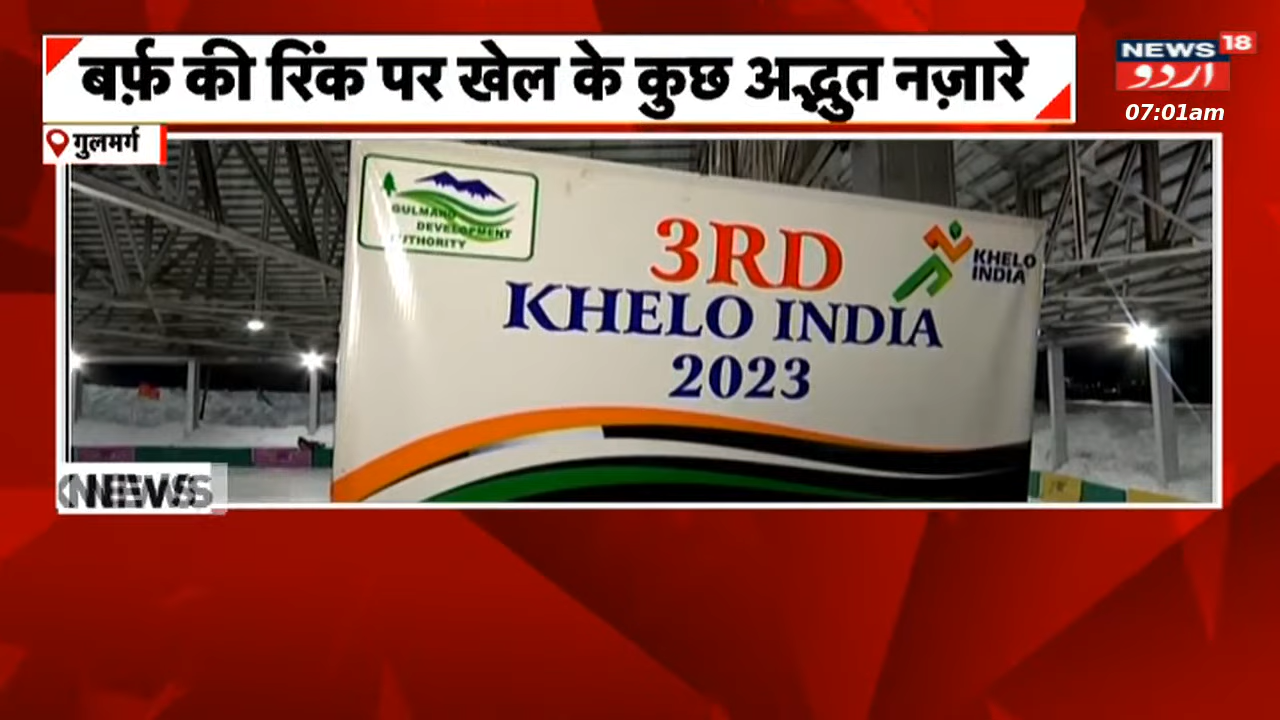 बर्फ़ की रिंक पर खेल के कुछ अद्भुत नज़ारे
NEWS 18
اردو
07:01am
गुलमर्ग
GULMARG
DEVELOPMENT
AUTHORITY
3RD
KHELO INDIA
2023
KHELO
INDIA
NEWS